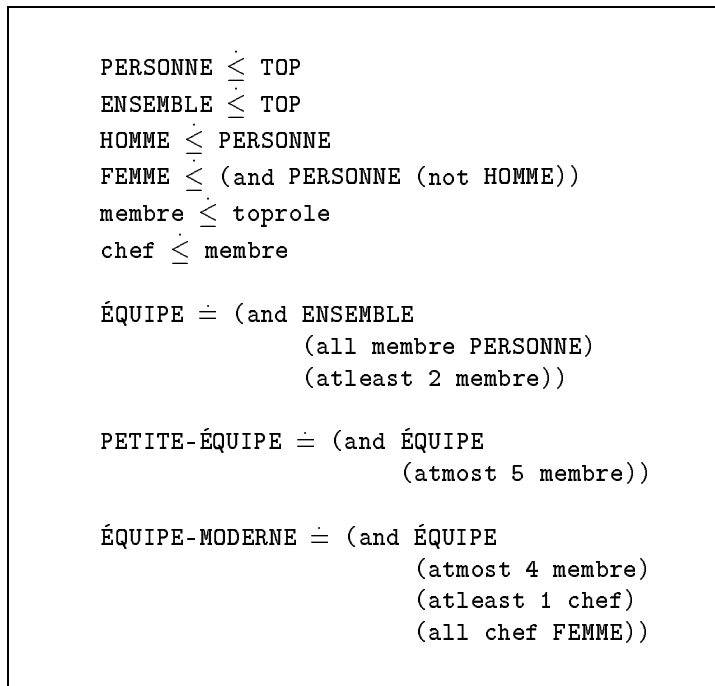 PERSONNE ≤̇ TOP
ENSEMBLE ≤̇ TOP
HOMME ≤̇ PERSONNE
FEMME ≤̇ (and PERSONNE (not HOMME))
membre ≤̇ toprole
chef ≤̇ membre
ÉQUIPE ≐ (and ENSEMBLE
(all membre PERSONNE)
(atleast 2 membre))
PETITE-ÉQUIPE ≐ (and ÉQUIPE
(atmost 5 membre))
ÉQUIPE-MODERNE ≐ (and ÉQUIPE
(atmost 4 membre)
(atleast 1 chef)
(all chef FEMME))